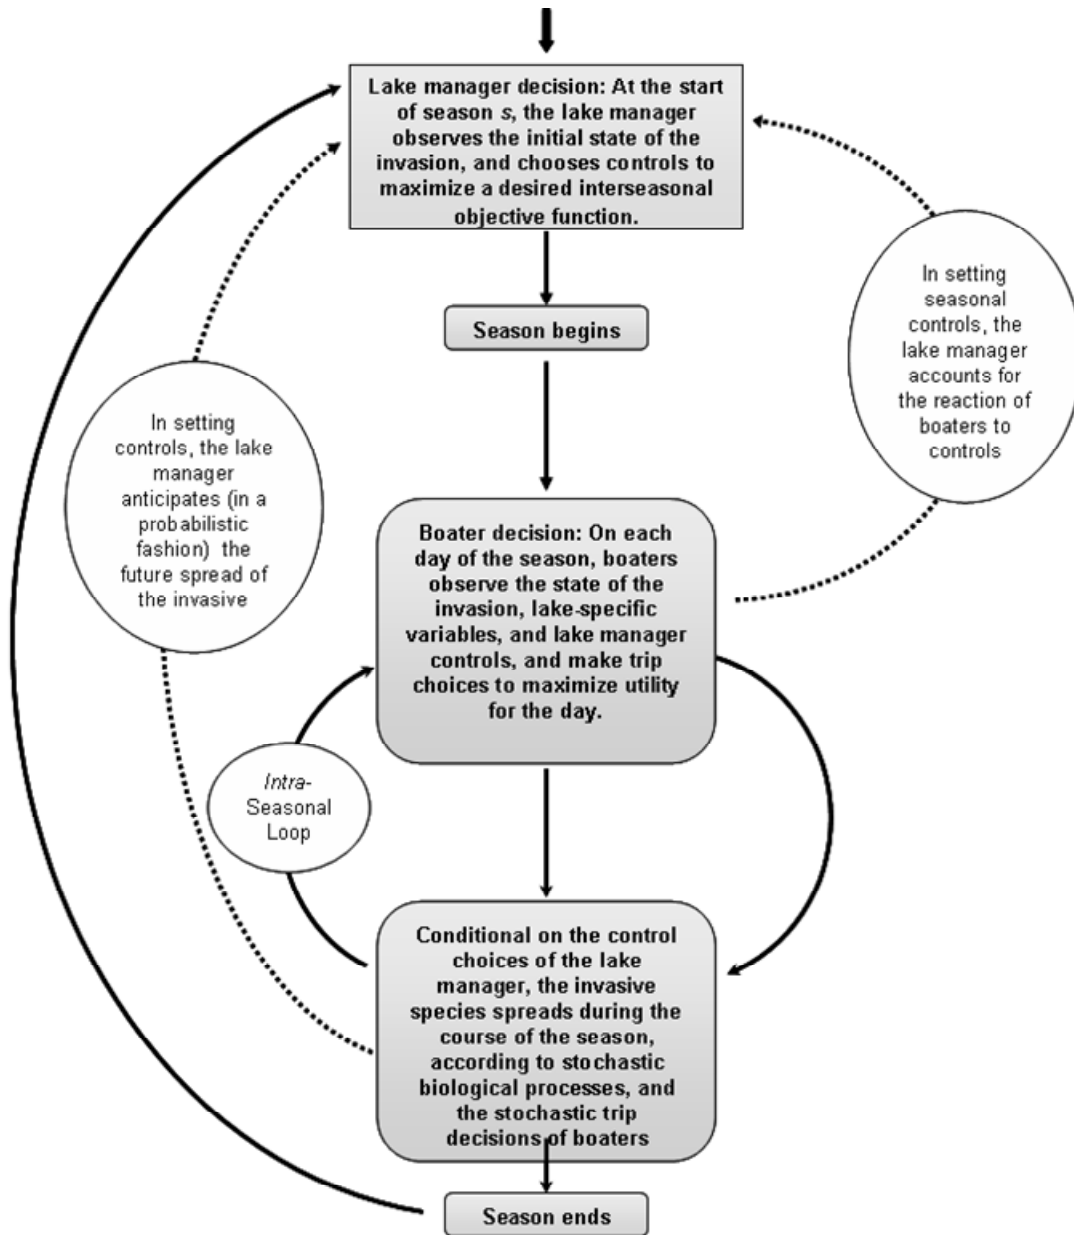 Lake manager decision: At the start
of season s, the lake manager
observes the initial state of the
invasion, and chooses controls to
maximize a desired interseasonal
objective function.
Season begins
In setting
seasonal
controls, the
lake manager
accounts for
the reaction of
boaters to
controls
In setting
controls, the lake
manager
anticipates (in a
probabilistic
fashion) the
future spread of
the invasive
Boater decision: On each
day of the season, boaters
observe the state of the
invasion, lake-specific
variables, and lake manager
controls, and make trip
choices to maximize utility
for the day.
Intra-
Seasonal
Loop
Conditional on the control
choices of the lake
manager, the invasive
species spreads during the
course of the season,
according to stochastic
biological processes, and
the stochastic trip
decisions of boaters
Season ends